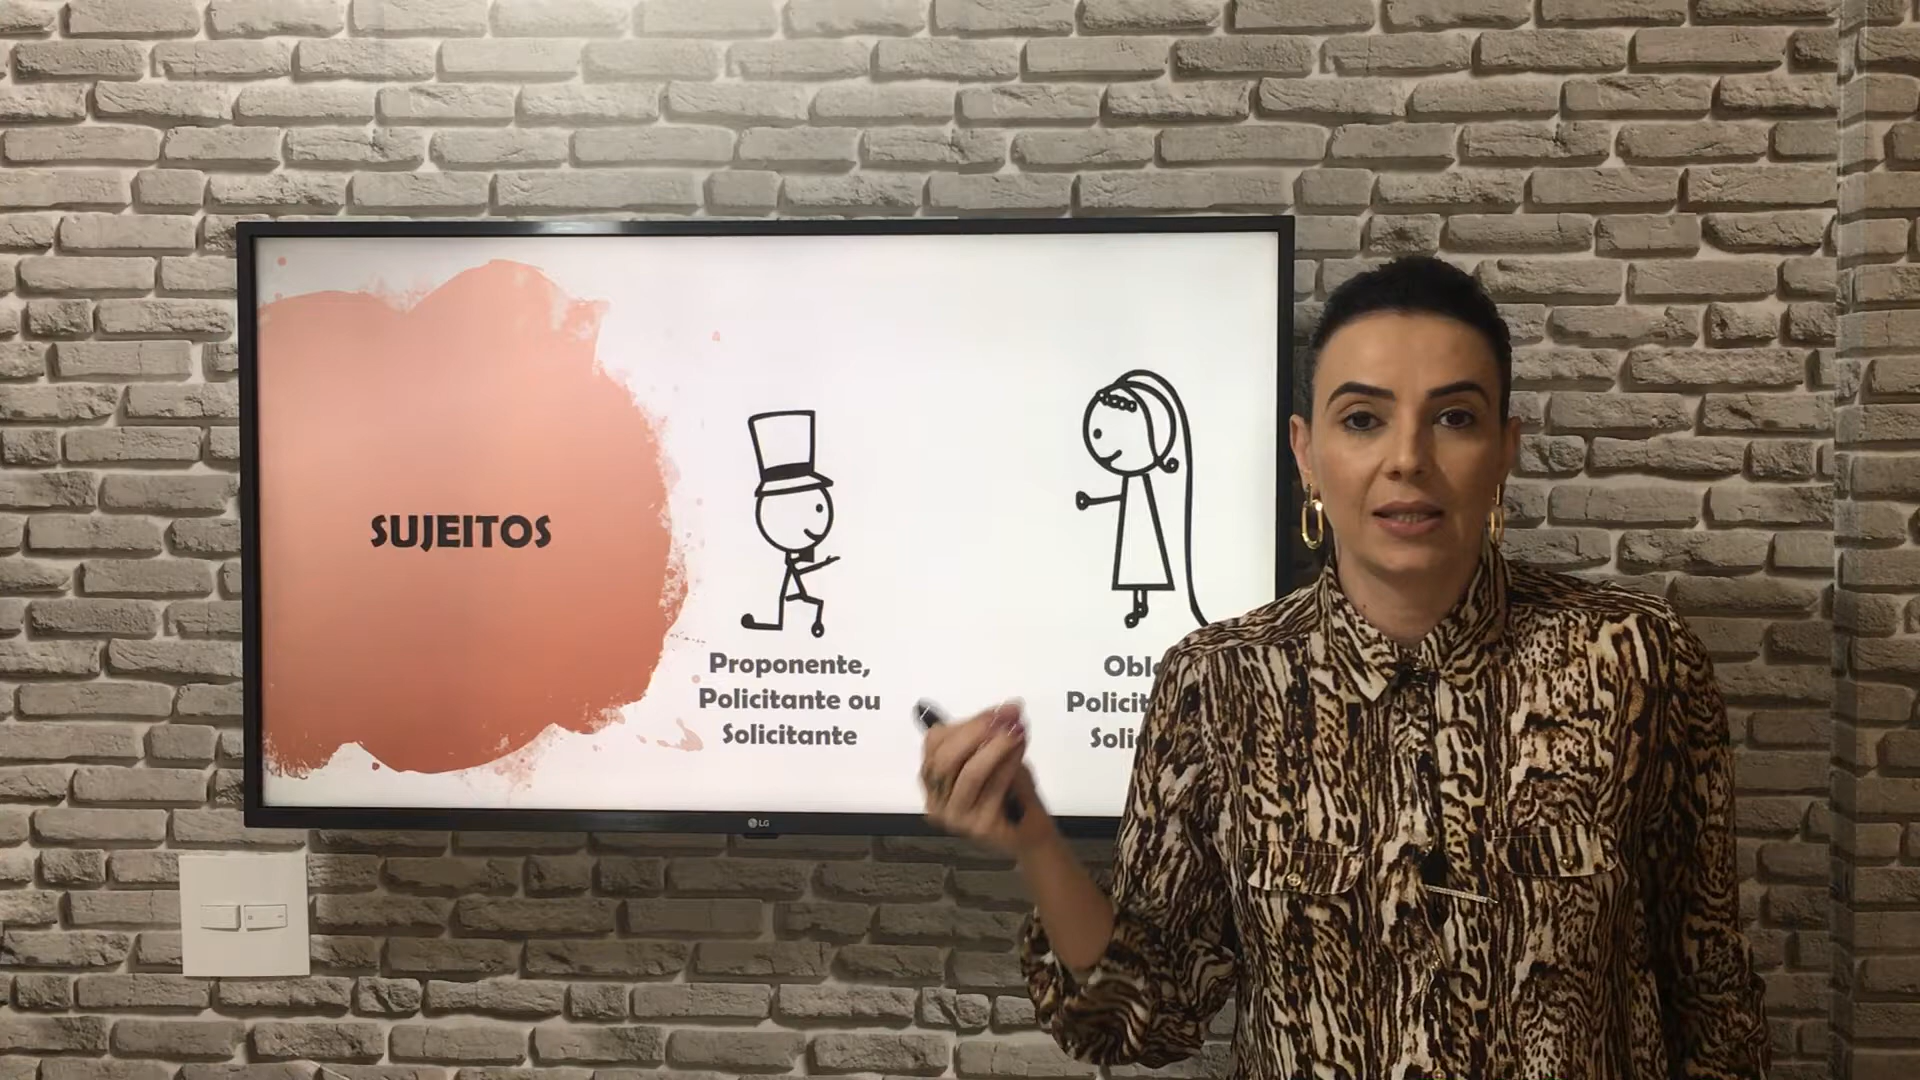 SUJEITOS
Proponente,
Policitante ou
Solicitante
LG